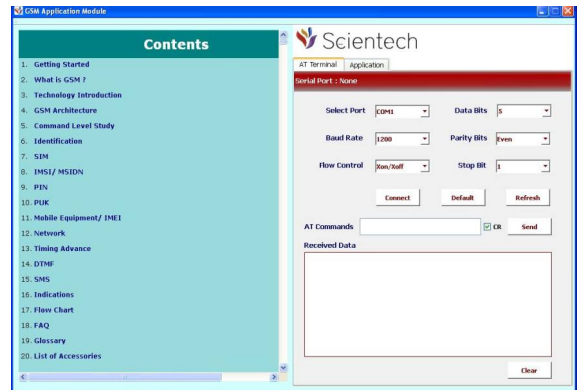 GSM Application Module
Contents
1. Getting Started
2. What is GSM ?
3. Technology Introduction
4. GSM Architecture
5. Command Level Study
6. Identification
7. SIM
8. IMSI/ MSIDN
9. PIN
10. PUK
11. Mobile Equipment/ IMEI
12. Network
13. Timing Advance
14. DTMF
15. SMS
16. Indications
17. Flow Chart
18. FAQ
19. Glossary
20. List of Accessories
Scientech
AT Terminal Application
Serial Port : None
Select Port COM1 Data Bits 5
Baud Rate 1200 Parity Bits Even
Flow Control Xon/Xoff Stop Bit 1
Connect Default Refresh
AT Commands CR Send
Received Data
Clear